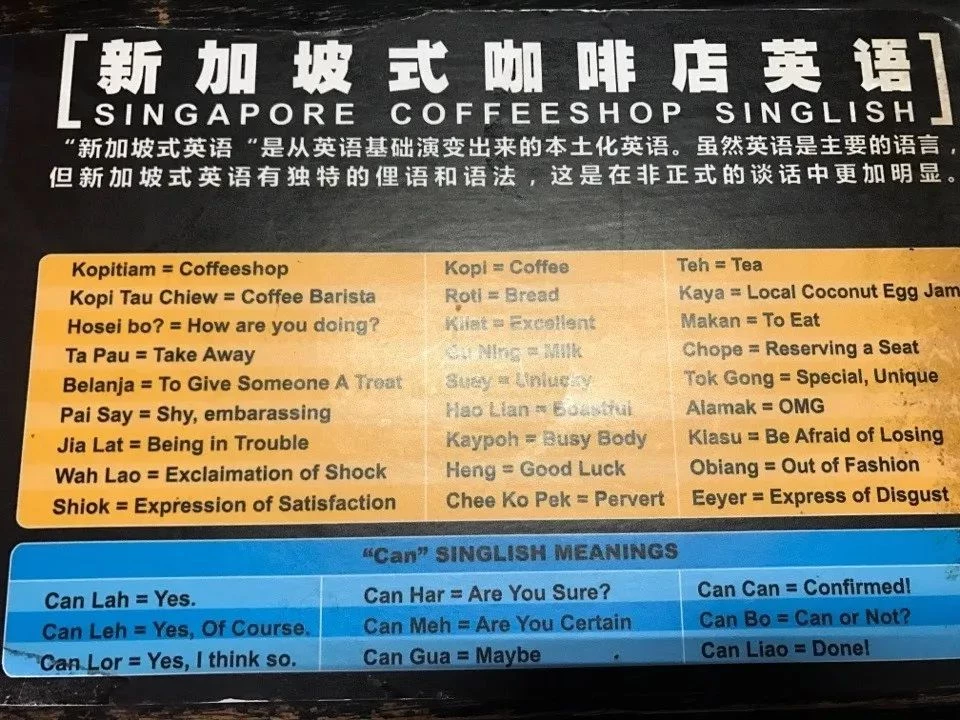 [新加坡式咖啡店英语]
SINGAPORE COFFEESHOP SINGLISH
“新加坡式英语 “是从英语基础演变出来的本土化英语。虽然英语是主要的语言，
但新加坡式英语有独特的俚语和语法，这是在非正式的谈话中更加明显。
Kopitiam = Coffeeshop
Kopi Tau Chiew = Coffee Barista
Hosei bo? = How are you doing?
Ta Pau = Take Away
Belanja = To Give Someone A Treat
Pai Say = Shy, embarassing
Jia Lat = Being in Trouble
Wah Lao = Exclaimation of Shock
Shiok = Expression of Satisfaction
Kopi = Coffee
Roti = Bread
Kilat = Excellent
Gu Ning = Milk
Suay = Unlucky
Hao Lian = Boastful
Kaypoh = Busy Body
Heng = Good Luck
Chee Ko Pek = Pervert
Teh = Tea
Kaya = Local Coconut Egg Jam
Makan = To Eat
Chope = Reserving a Seat
Tok Gong = Special, Unique
Alamak = OMG
Kiasu = Be Afraid of Losing
Obiang = Out of Fashion
Eeyer = Express of Disgust
“Can” SINGLISH MEANINGS
Can Lah = Yes.
Can Leh = Yes, Of Course.
Can Lor = Yes, I think so.
Can Har = Are You Sure?
Can Meh = Are You Certain
Can Gua = Maybe
Can Can = Confirmed!
Can Bo = Can or Not?
Can Liao = Done!